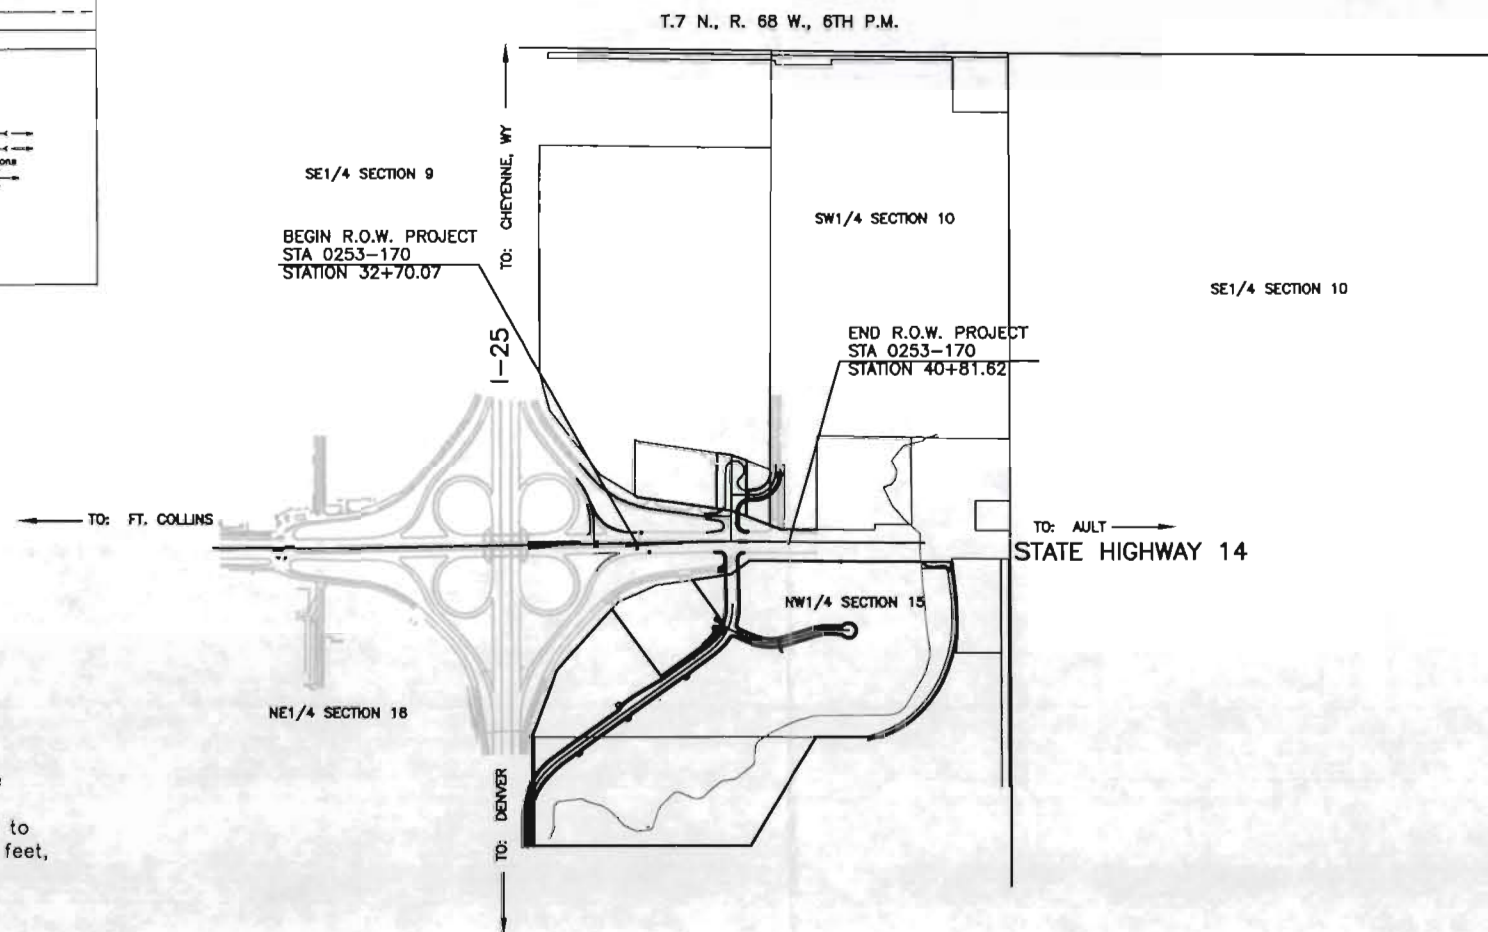 T.7 N., R. 68 W., 6TH P.M.
ons
SE1/4 SECTION 9
TO: CHEYENNE, WY
SW1/4 SECTION 10
BEGIN R.O.W. PROJECT
STA 0253-170
STATION 32+70.07
SE1/4 SECTION 10
I-25
END R.O.W. PROJECT
STA 0253-170
STATION 40+81.62
TO: FT. COLLINS
TO: AULT
STATE HIGHWAY 14
NW1/4 SECTION 15
NE1/4 SECTION 16
TO: DENVER
to
feet,